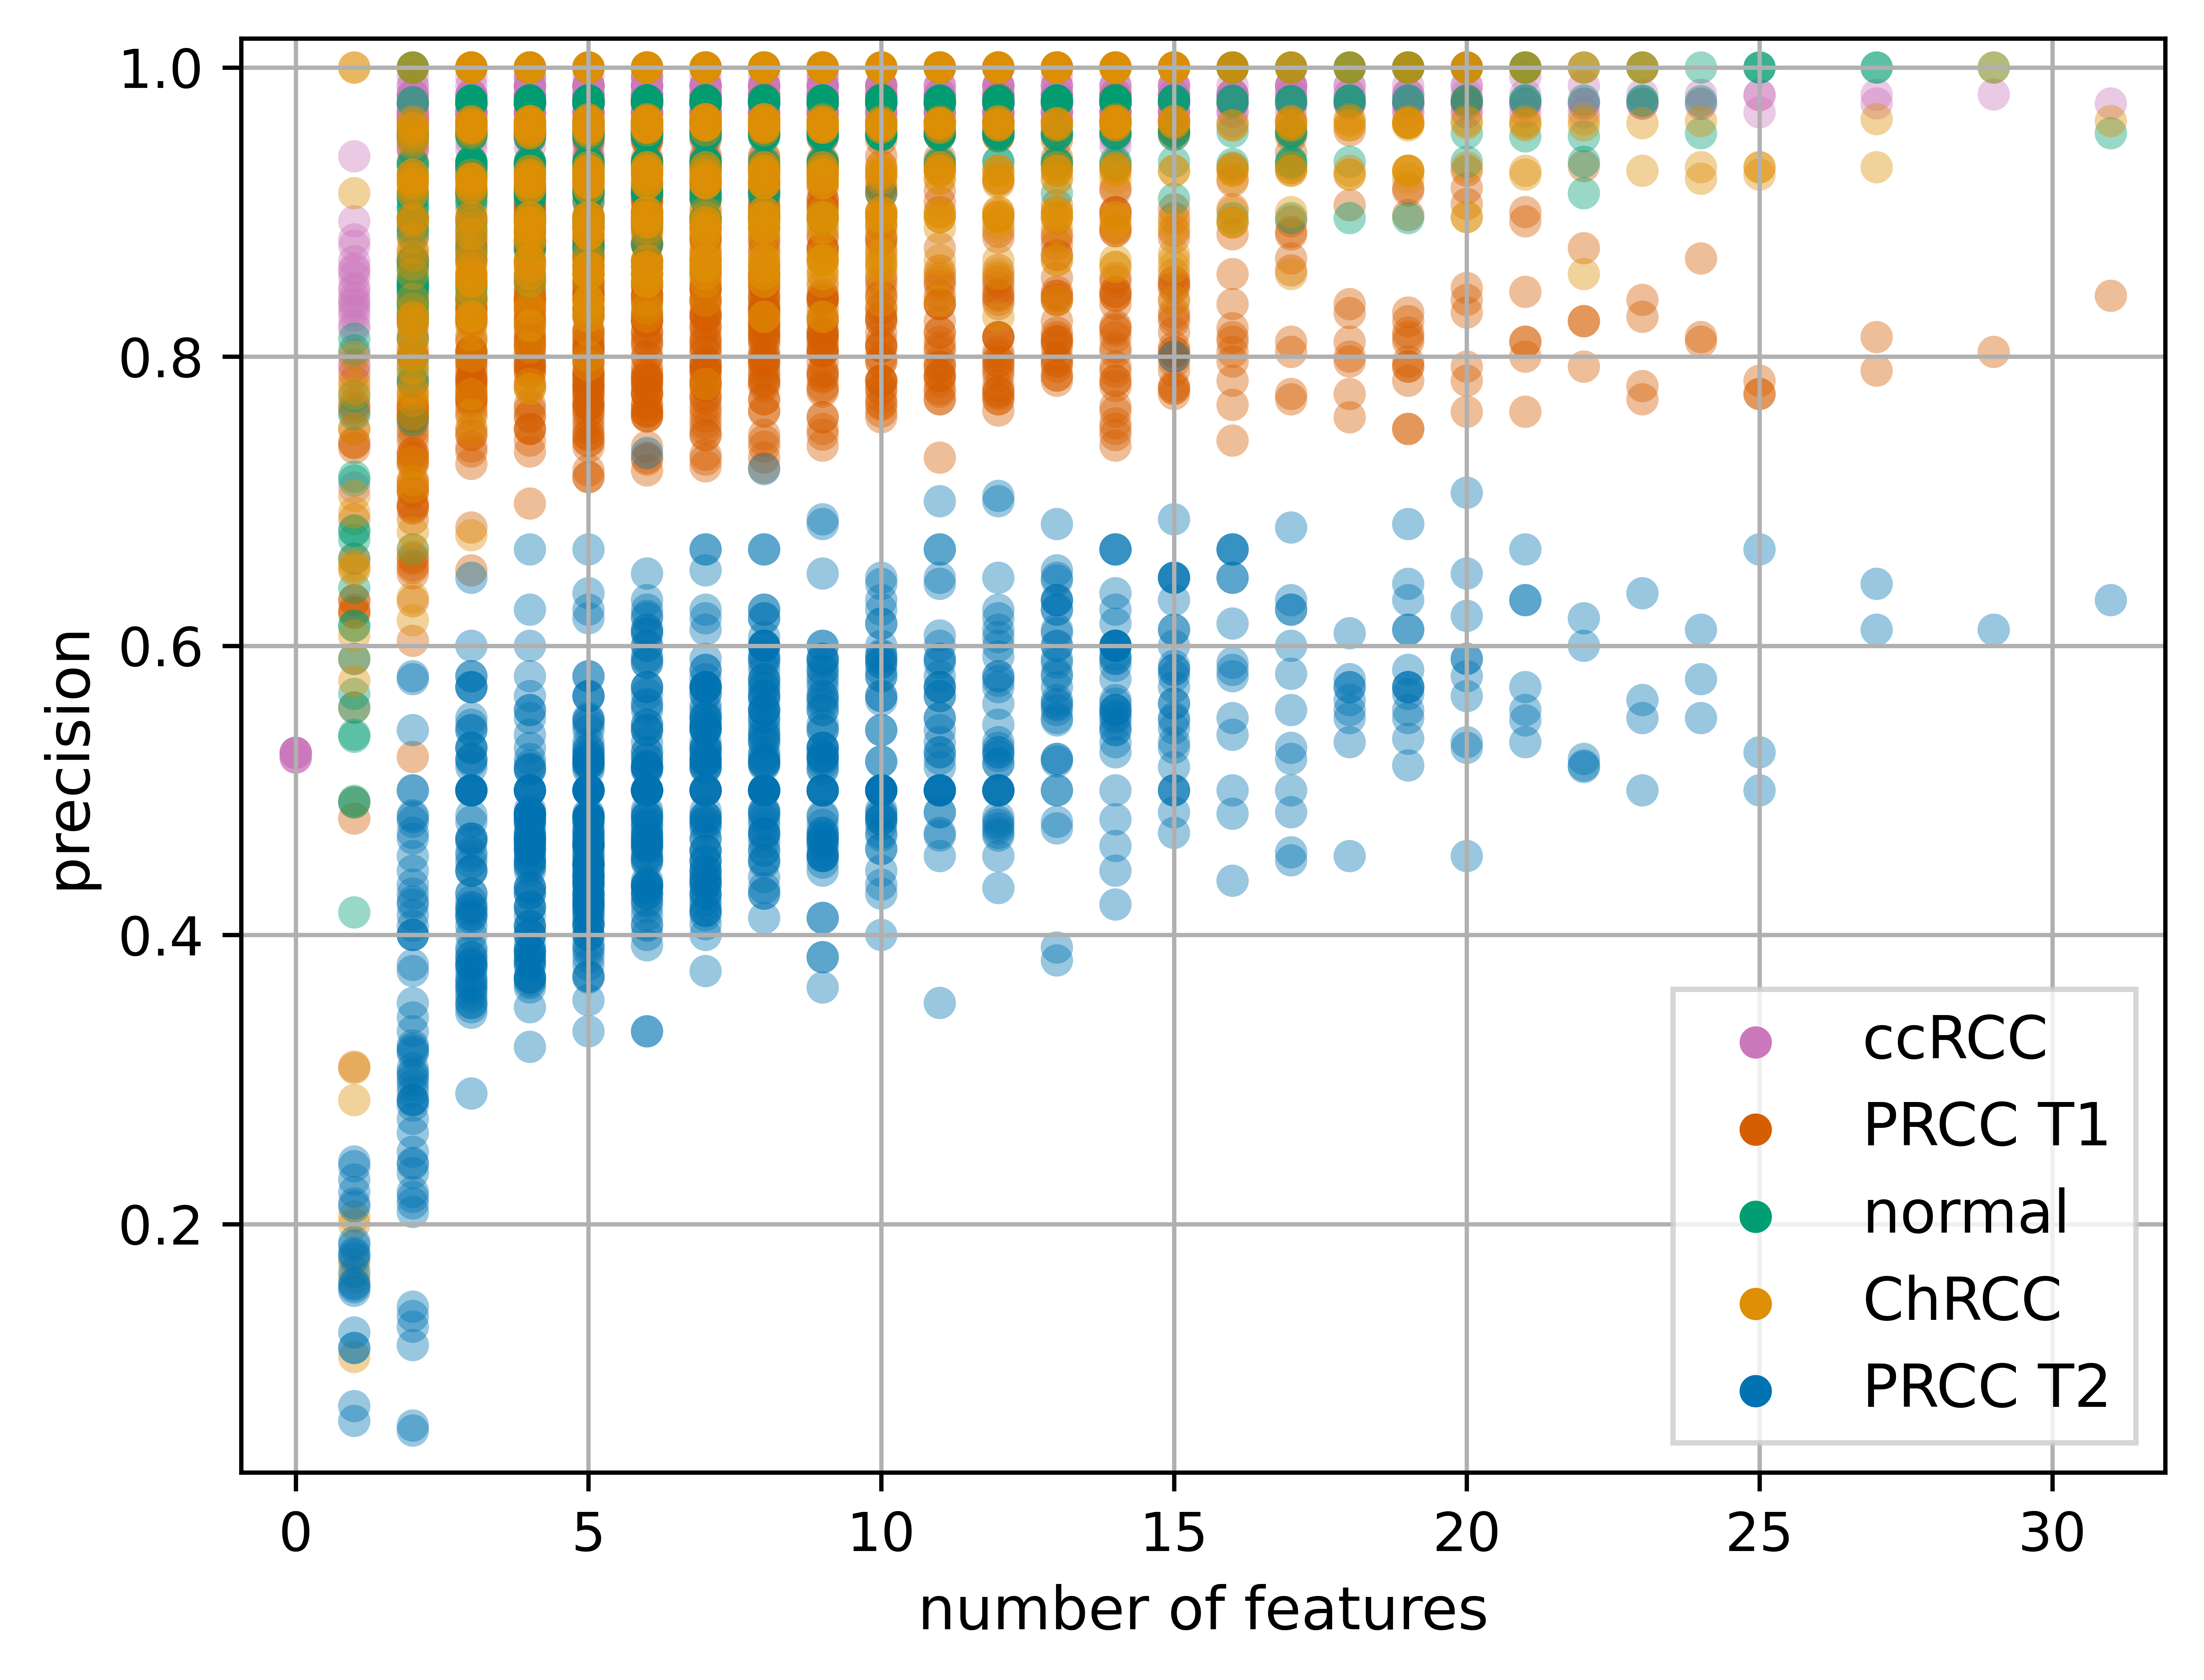 1.0
0.8
0.6
0.4
0.2
precision
ccRCC
PRCC T1
normal
ChRCC
PRCC T2
0 5 10 15 20 25 30
number of features